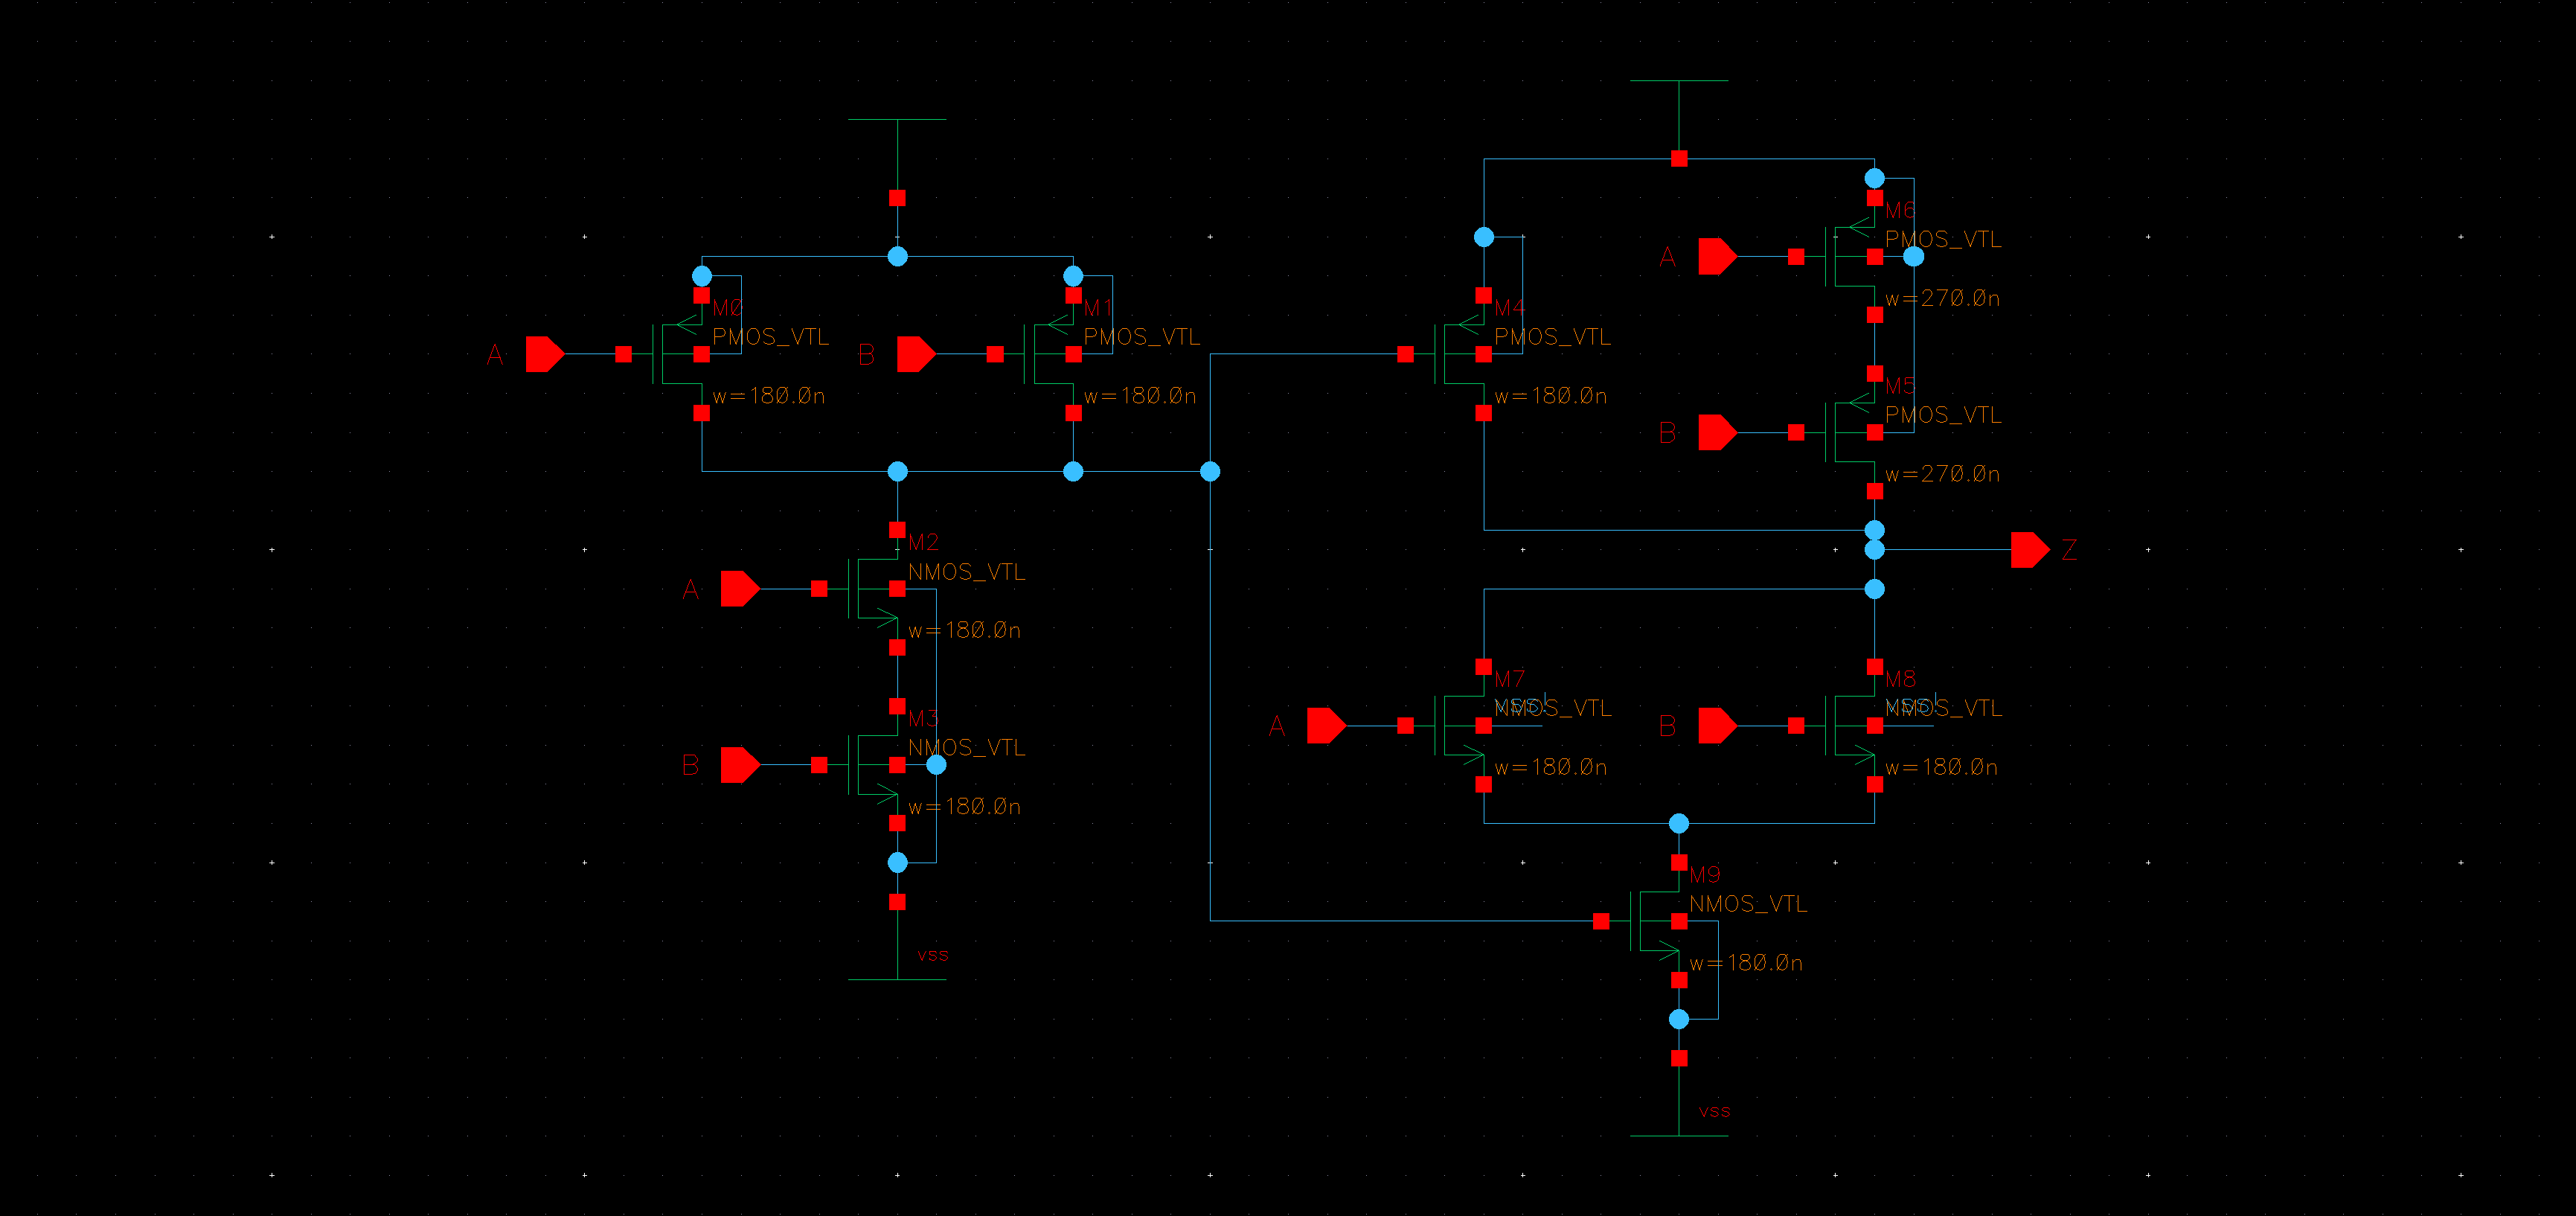 M6
PMOS_VTL
A
w=270.0n
M0
PMOS_VTL
A
w=180.0n
M1
PMOS_VTL
B
w=180.0n
M4
PMOS_VTL
w=180.0n
M5
PMOS_VTL
B
w=270.0n
M2
NMOS_VTL
A
w=180.0n
Z
M3
NMOS_VTL
B
w=180.0n
M7
vss!
NMOS_VTL
A
w=180.0n
M8
vss!
NMOS_VTL
B
w=180.0n
M9
NMOS_VTL
w=180.0n
vss
vss